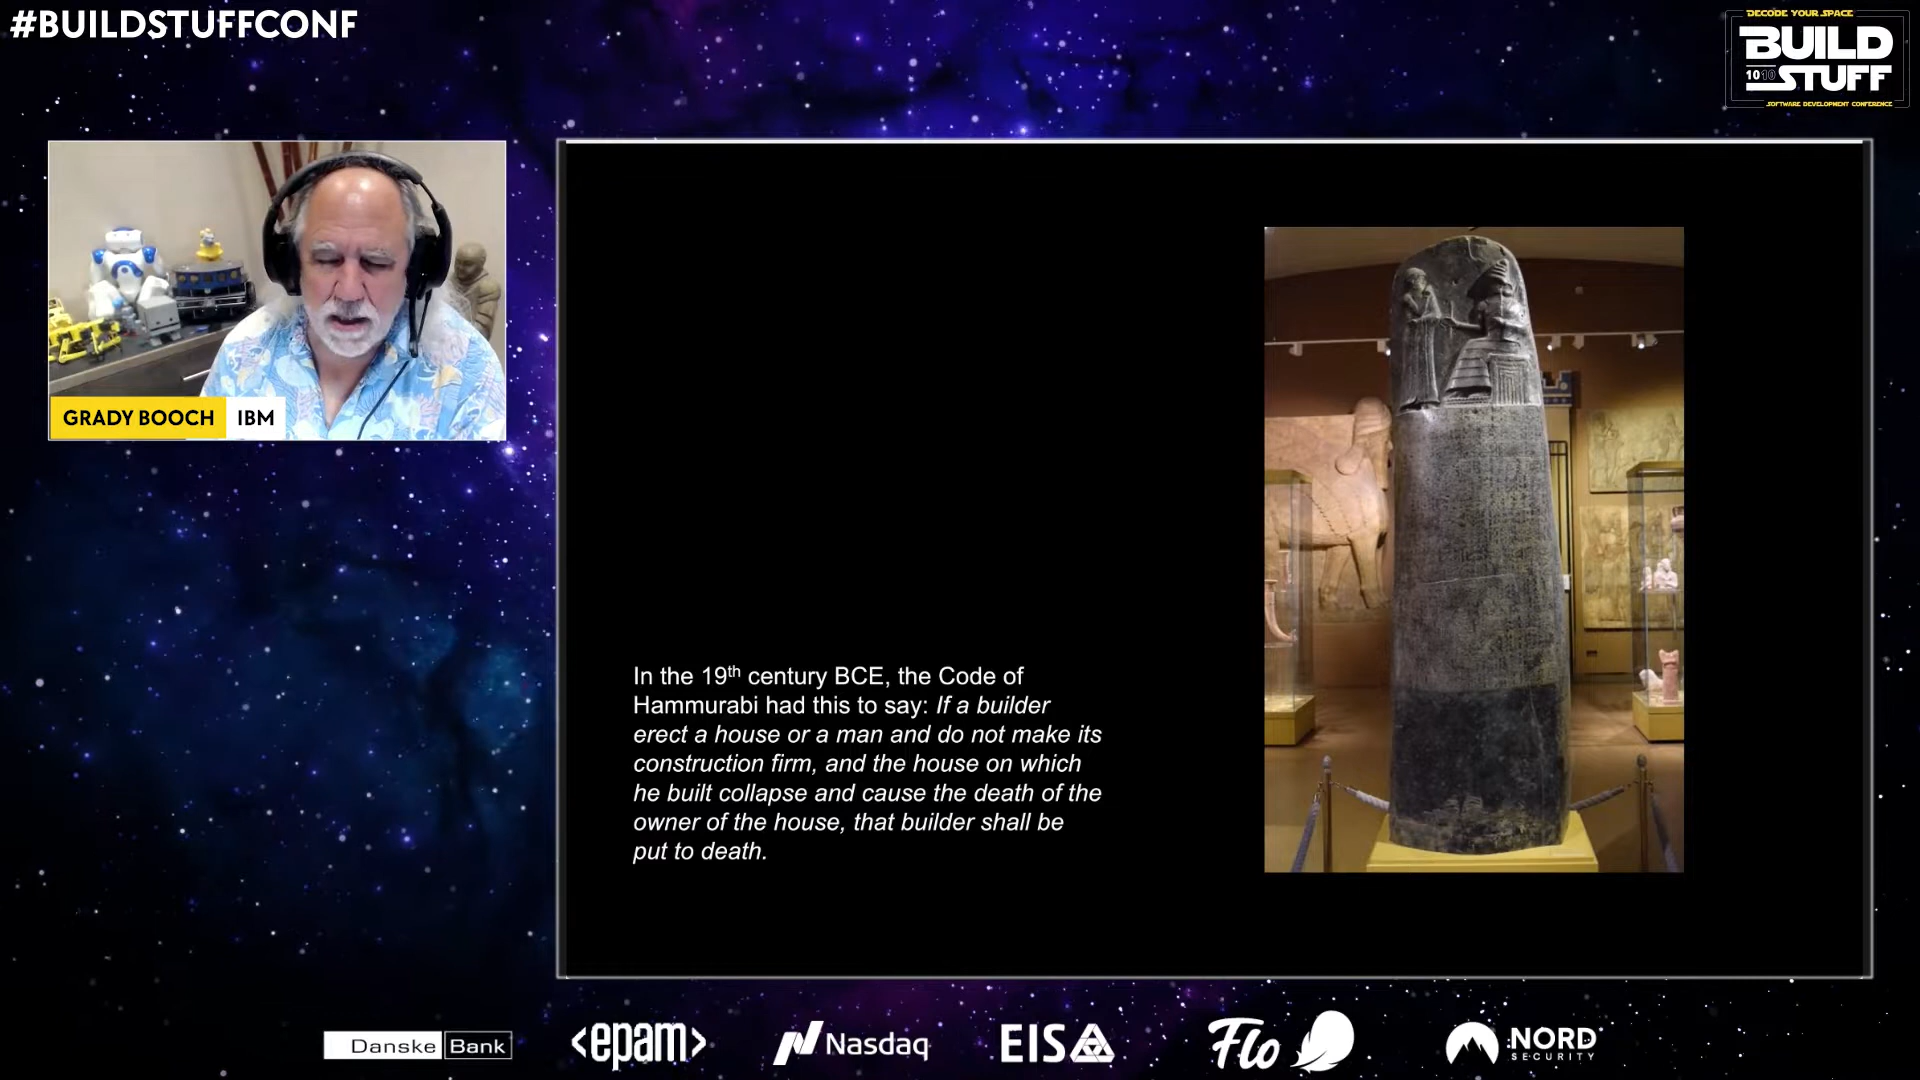 #BUILDSTUFFCONF
DECODE YOUR SPACE
BUILD
1010 STUFF
SOFTWARE DEVELOPMENT CONFERENCE
GRADY BOOCH IBM
In the 19th century BCE, the Code of
Hammurabi had this to say: If a builder
erect a house or a man and do not make its
construction firm, and the house on which
he built collapse and cause the death of the
owner of the house, that builder shall be
put to death.
Danske Bank
<epam>
Nasdaq
EIS
Flo
NORD
SECURITY